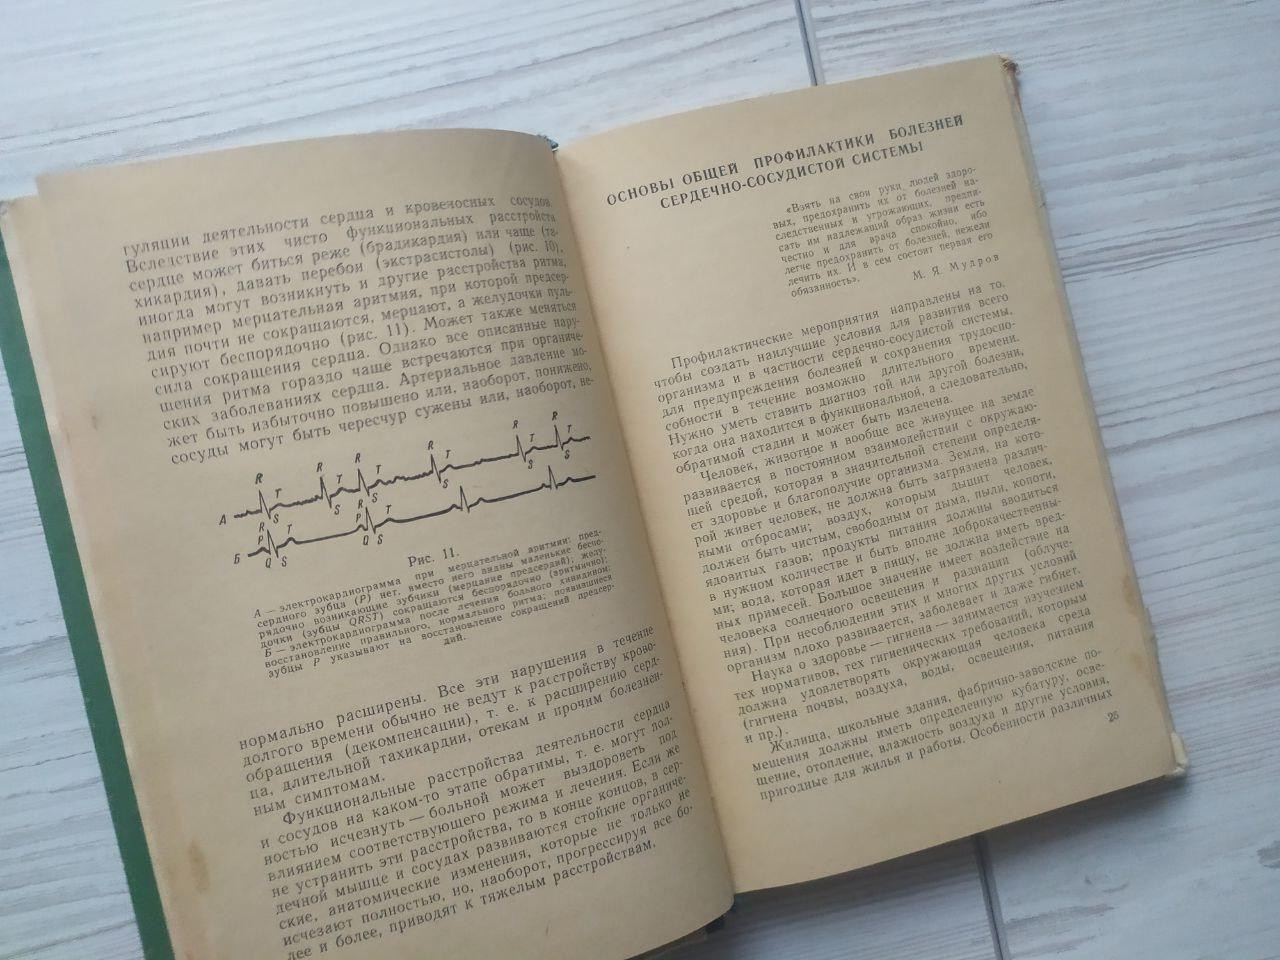 гуляции деятельности сердца и кровеносных сосудов.
Вследствие этих чисто функциональных расстройств
сердце может биться реже (брадикардия) или чаще (та-
хикардия), давать перебои (экстрасистолы) (рис. 10),
иногда могут возникнуть и другие расстройства ритма,
например мерцательная аритмия, при которой предсер-
дия почти не сокращаются, мерцают, а желудочки пуль-
сируют беспорядочно (рис. 11). Может также меняться
сила сокращения сердца. Однако все описанные нару-
шения ритма гораздо чаще встречаются при органиче-
ских заболеваниях сердца. Артериальное давление мо-
жет быть избыточно повышено или, наоборот, понижено,
сосуды могут быть чересчур сужены или, наоборот, не-
R R R R R R
T T T T T
А S S S S S
R R
P T P T
Б Q S Q S
Рис. 11.
А — электрокардиограмма при мерцательной аритмии: пред-
сердного зубца (P) нет, вместо него видны маленькие беспо-
рядочно возникающие зубчики (мерцание предсердий); желу-
дочки (зубцы QRST) сокращаются беспорядочно (аритмично);
Б — электрокардиограмма после лечения больного хинидином:
восстановление правильного, нормального ритма: появившиеся
зубцы P указывают на восстановление сокращений предсер-
дий.
нормально расширены. Все эти нарушения в течение
долгого времени обычно не ведут к расстройству крово-
обращения (декомпенсации), т. е. к расширению серд-
ца, длительной тахикардии, отекам и прочим болезнен-
ным симптомам.
Функциональные расстройства деятельности сердца
и сосудов на каком-то этапе обратимы, т. е. могут пол-
ностью исчезнуть — больной может выздороветь под
влиянием соответствующего режима и лечения. Если же
не устранить эти расстройства, то в конце концов, в сер-
дечной мышце и сосудах развиваются стойкие органиче-
ские, анатомические изменения, которые не только не
исчезают полностью, но, наоборот, прогрессируя все бо-
лее и более, приводят к тяжелым расстройствам.
ОСНОВЫ ОБЩЕЙ ПРОФИЛАКТИКИ БОЛЕЗНЕЙ
СЕРДЕЧНО-СОСУДИСТОЙ СИСТЕМЫ
«Взять на свои руки людей здоро-
вых, предохранить их от болезней на-
следственных и угрожающих, предпи-
сать им надлежащий образ жизни есть
честно и для врача спокойно, ибо
легче предохранить от болезней, нежели
лечить их. И в сем состоит первая его
обязанность».
М. Я. Мудров
Профилактические мероприятия направлены на то,
чтобы создать наилучшие условия для развития всего
организма и в частности сердечно-сосудистой системы,
для предупреждения болезней и сохранения трудоспо-
собности в течение возможно длительного времени.
Нужно уметь ставить диагноз той или другой болезни,
когда она находится в функциональной, а следовательно,
обратимой стадии и может быть излечена.
Человек, животное и вообще все живущее на земле
развивается в постоянном взаимодействии с окружаю-
щей средой, которая в значительной степени определя-
ет здоровье и благополучие организма. Земля, на кото-
рой живет человек, не должна быть загрязнена различ-
ными отбросами; воздух, которым дышит человек,
должен быть чистым, свободным от дыма, пыли, копоти,
ядовитых газов; продукты питания должны вводиться
в нужном количестве и быть вполне доброкачественны-
ми; вода, которая идет в пищу, не должна иметь вред-
ных примесей. Большое значение имеет воздействие на
человека солнечного освещения и радиации (облуче-
ния). При несоблюдении этих и многих других условий
организм плохо развивается, заболевает и даже гибнет.
Наука о здоровье — гигиена — занимается изучением
тех нормативов, тех гигиенических требований, которым
должна удовлетворять окружающая человека среда
(гигиена почвы, воздуха, воды, освещения, питания
и пр.).
Жилища, школьные здания, фабрично-заводские по-
мещения должны иметь определенную кубатуру, осве-
щение, отопление, влажность воздуха и другие условия,
пригодные для жилья и работы. Особенности различных
25